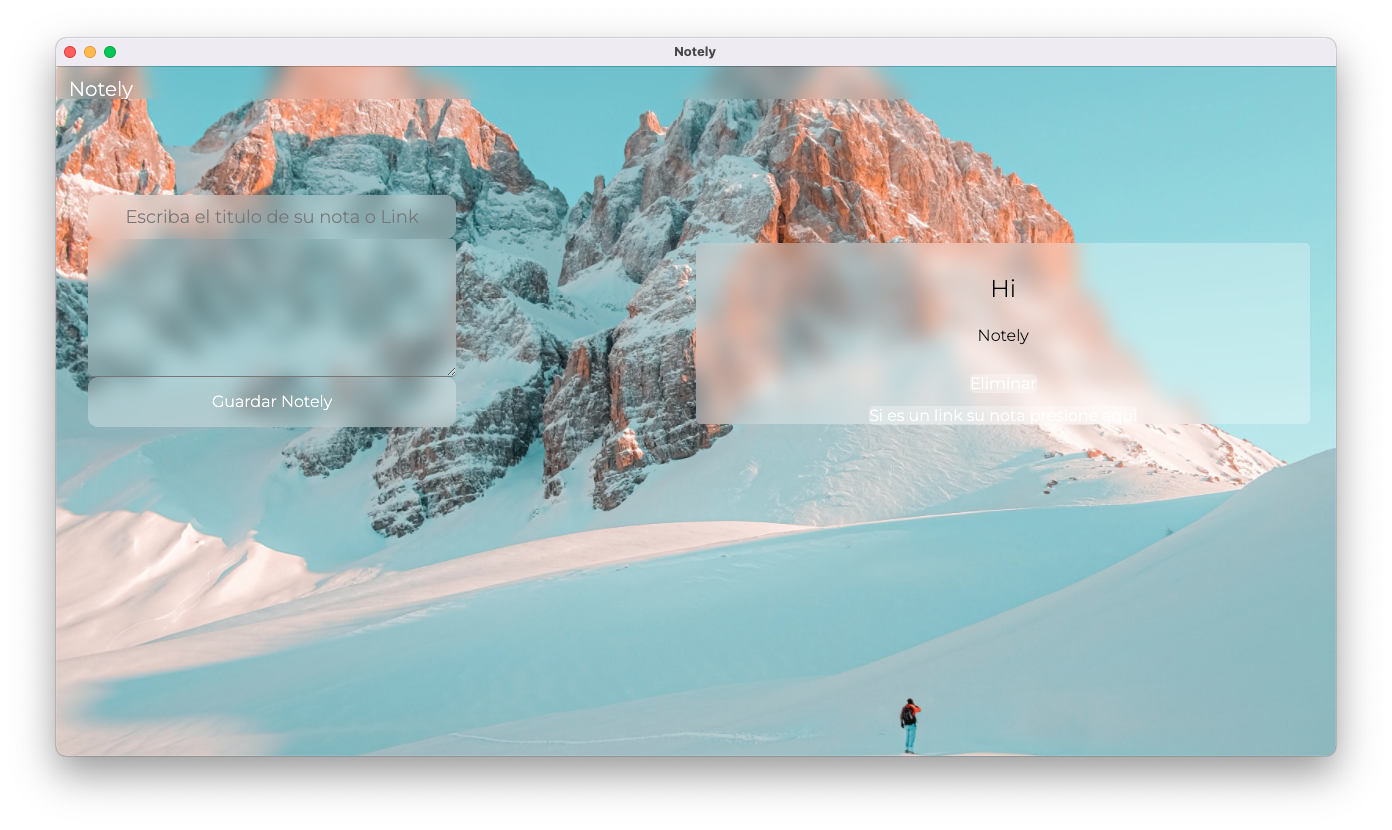 Notely
Notely
Escriba el titulo de su nota o Link
Guardar Notely
Hi
Notely
Eliminar
Si es un link su nota presione aqui